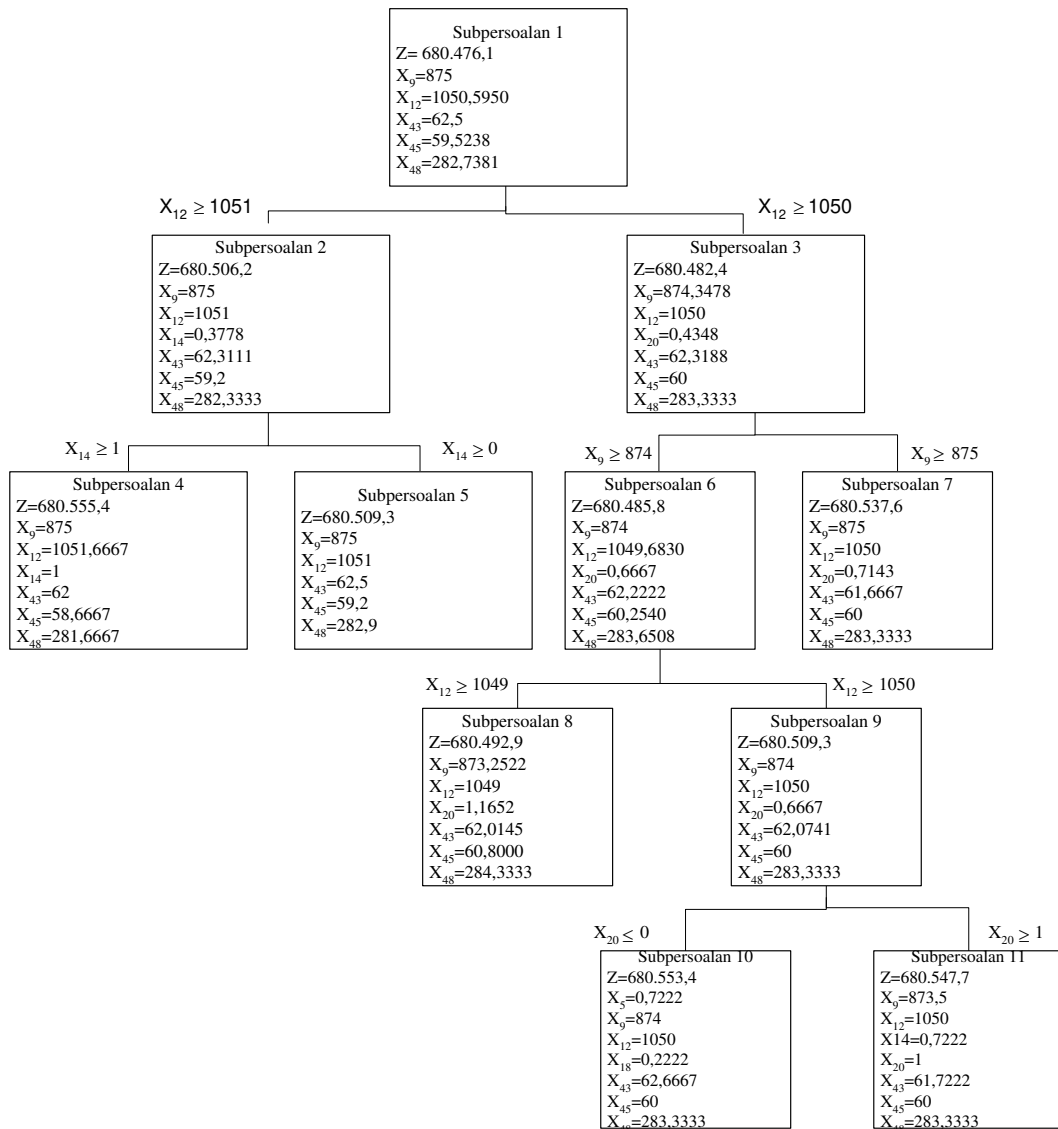 Subpersoalan 1
Z= 680.476,1
X9=875
X12=1050,5950
X43=62,5
X45=59,5238
X48=282,7381
X12 ≥ 1051
X12 ≥ 1050
Subpersoalan 2
Z=680.506,2
X9=875
X12=1051
X14=0,3778
X43=62,3111
X45=59,2
X48=282,3333
Subpersoalan 3
Z=680.482,4
X9=874,3478
X12=1050
X20=0,4348
X43=62,3188
X45=60
X48=283,3333
X14 ≥ 1
X14 ≥ 0
X9 ≥ 874
X9 ≥ 875
Subpersoalan 4
Z=680.555,4
X9=875
X12=1051,6667
X14=1
X43=62
X45=58,6667
X48=281,6667
Subpersoalan 5
Z=680.509,3
X9=875
X12=1051
X43=62,5
X45=59,2
X48=282,9
Subpersoalan 6
Z=680.485,8
X9=874
X12=1049,6830
X20=0,6667
X43=62,2222
X45=60,2540
X48=283,6508
Subpersoalan 7
Z=680.537,6
X9=875
X12=1050
X20=0,7143
X43=61,6667
X45=60
X48=283,3333
X12 ≥ 1049
X12 ≥ 1050
Subpersoalan 8
Z=680.492,9
X9=873,2522
X12=1049
X20=1,1652
X43=62,0145
X45=60,8000
X48=284,3333
Subpersoalan 9
Z=680.509,3
X9=874
X12=1050
X20=0,6667
X43=62,0741
X45=60
X48=283,3333
X20 ≤ 0
X20 ≥ 1
Subpersoalan 10
Z=680.553,4
X5=0,7222
X9=874
X12=1050
X18=0,2222
X43=62,6667
X45=60
X48=283,3333
Subpersoalan 11
Z=680.547,7
X9=873,5
X12=1050
X14=0,7222
X20=1
X43=61,7222
X45=60
X48=283,3333